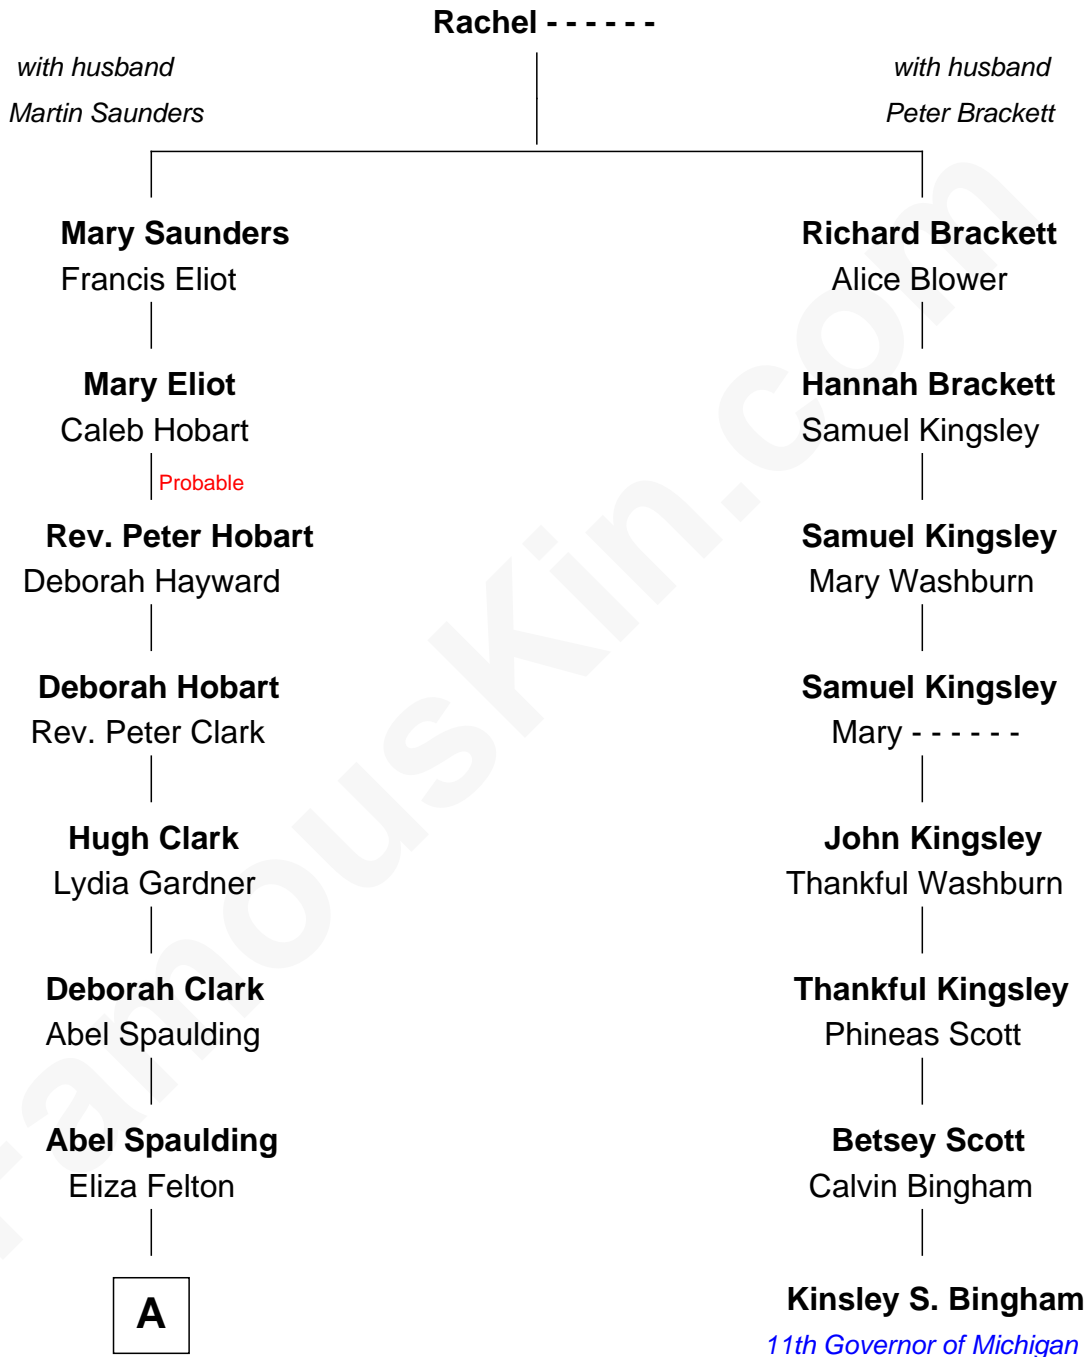 Rachel - - - - - -
with husband
Martin Saunders
with husband
Peter Brackett
Mary Saunders
Francis Eliot
Richard Brackett
Alice Blower
Mary Eliot
Caleb Hobart
Hannah Brackett
Samuel Kingsley
Probable
Rev. Peter Hobart
Deborah Hayward
Samuel Kingsley
Mary Washburn
Deborah Hobart
Rev. Peter Clark
Samuel Kingsley
Mary - - - - - -
Hugh Clark
Lydia Gardner
John Kingsley
Thankful Washburn
Deborah Clark
Abel Spaulding
Thankful Kingsley
Phineas Scott
Abel Spaulding
Eliza Felton
Betsey Scott
Calvin Bingham
A
Kinsley S. Bingham
11th Governor of Michigan
FamousKin.com